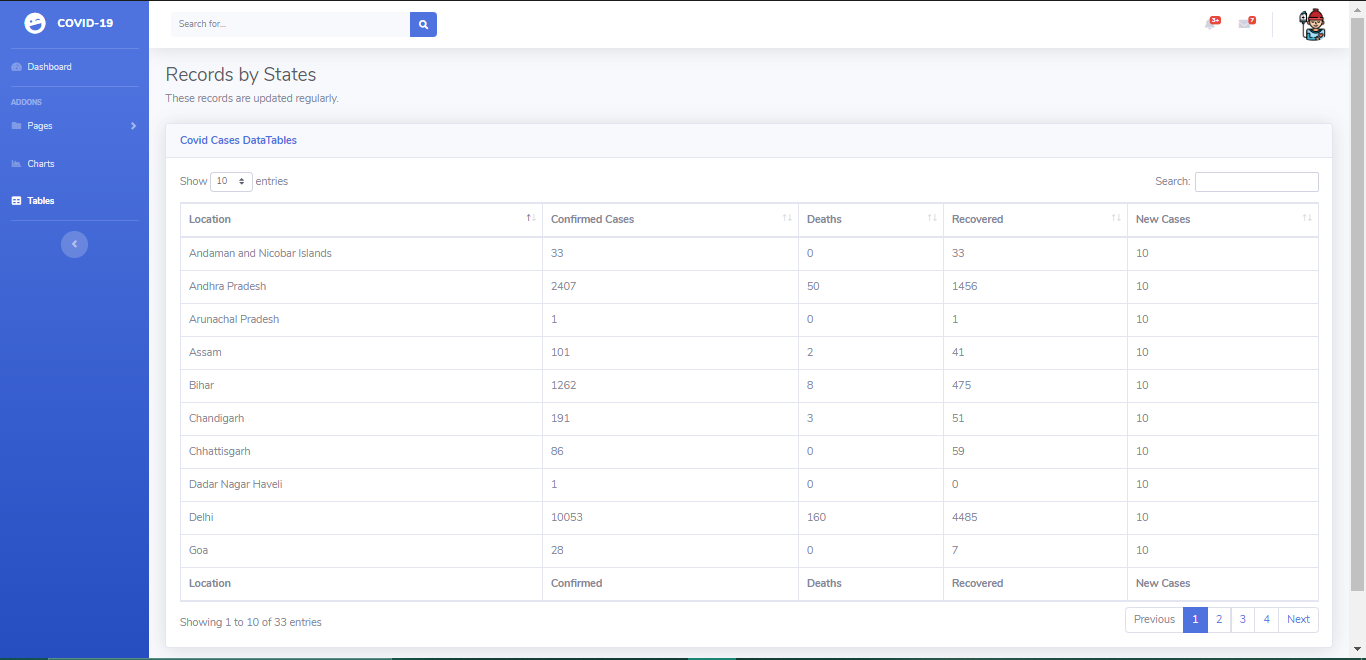 COVID-19
Search for...
3+
7
Dashboard
ADDONS
Pages
Charts
Tables
Records by States
These records are updated regularly.
Covid Cases DataTables
Show 10 entries
Search:
Location Confirmed Cases Deaths Recovered New Cases
Andaman and Nicobar Islands 33 0 33 10
Andhra Pradesh 2407 50 1456 10
Arunachal Pradesh 1 0 1 10
Assam 101 2 41 10
Bihar 1262 8 475 10
Chandigarh 191 3 51 10
Chhattisgarh 86 0 59 10
Dadar Nagar Haveli 1 0 0 10
Delhi 10053 160 4485 10
Goa 28 0 7 10
Location Confirmed Deaths Recovered New Cases
Showing 1 to 10 of 33 entries
Previous 1 2 3 4 Next